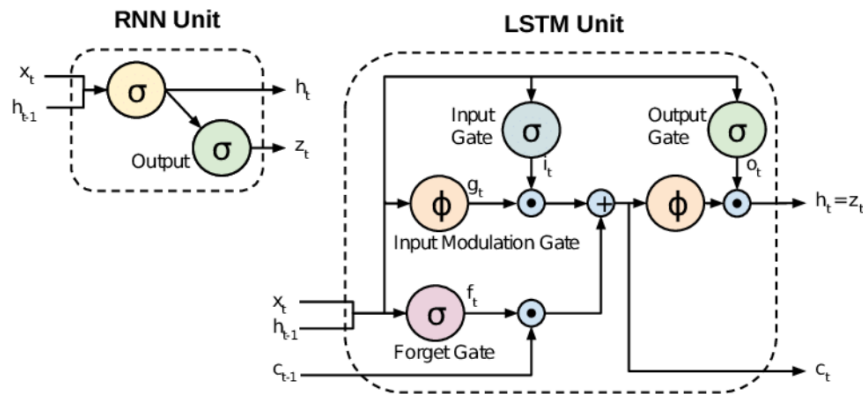 RNN Unit
x_t
h_t-1
σ
h_t
Output
σ
z_t
LSTM Unit
Input
Gate
σ
i_t
Output
Gate
σ
o_t
ϕ
g_t
+
ϕ
h_t=z_t
Input Modulation Gate
x_t
h_t-1
σ
f_t
Forget Gate
c_t-1
c_t